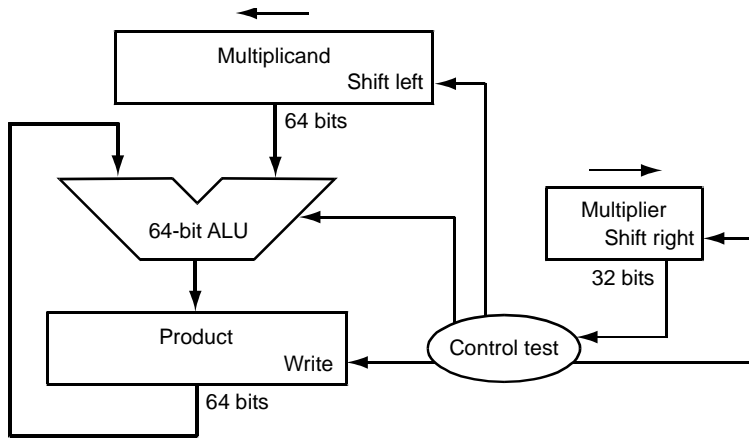 Multiplicand
Shift left
64 bits
64-bit ALU
Multiplier
Shift right
32 bits
Product
Write
Control test
64 bits